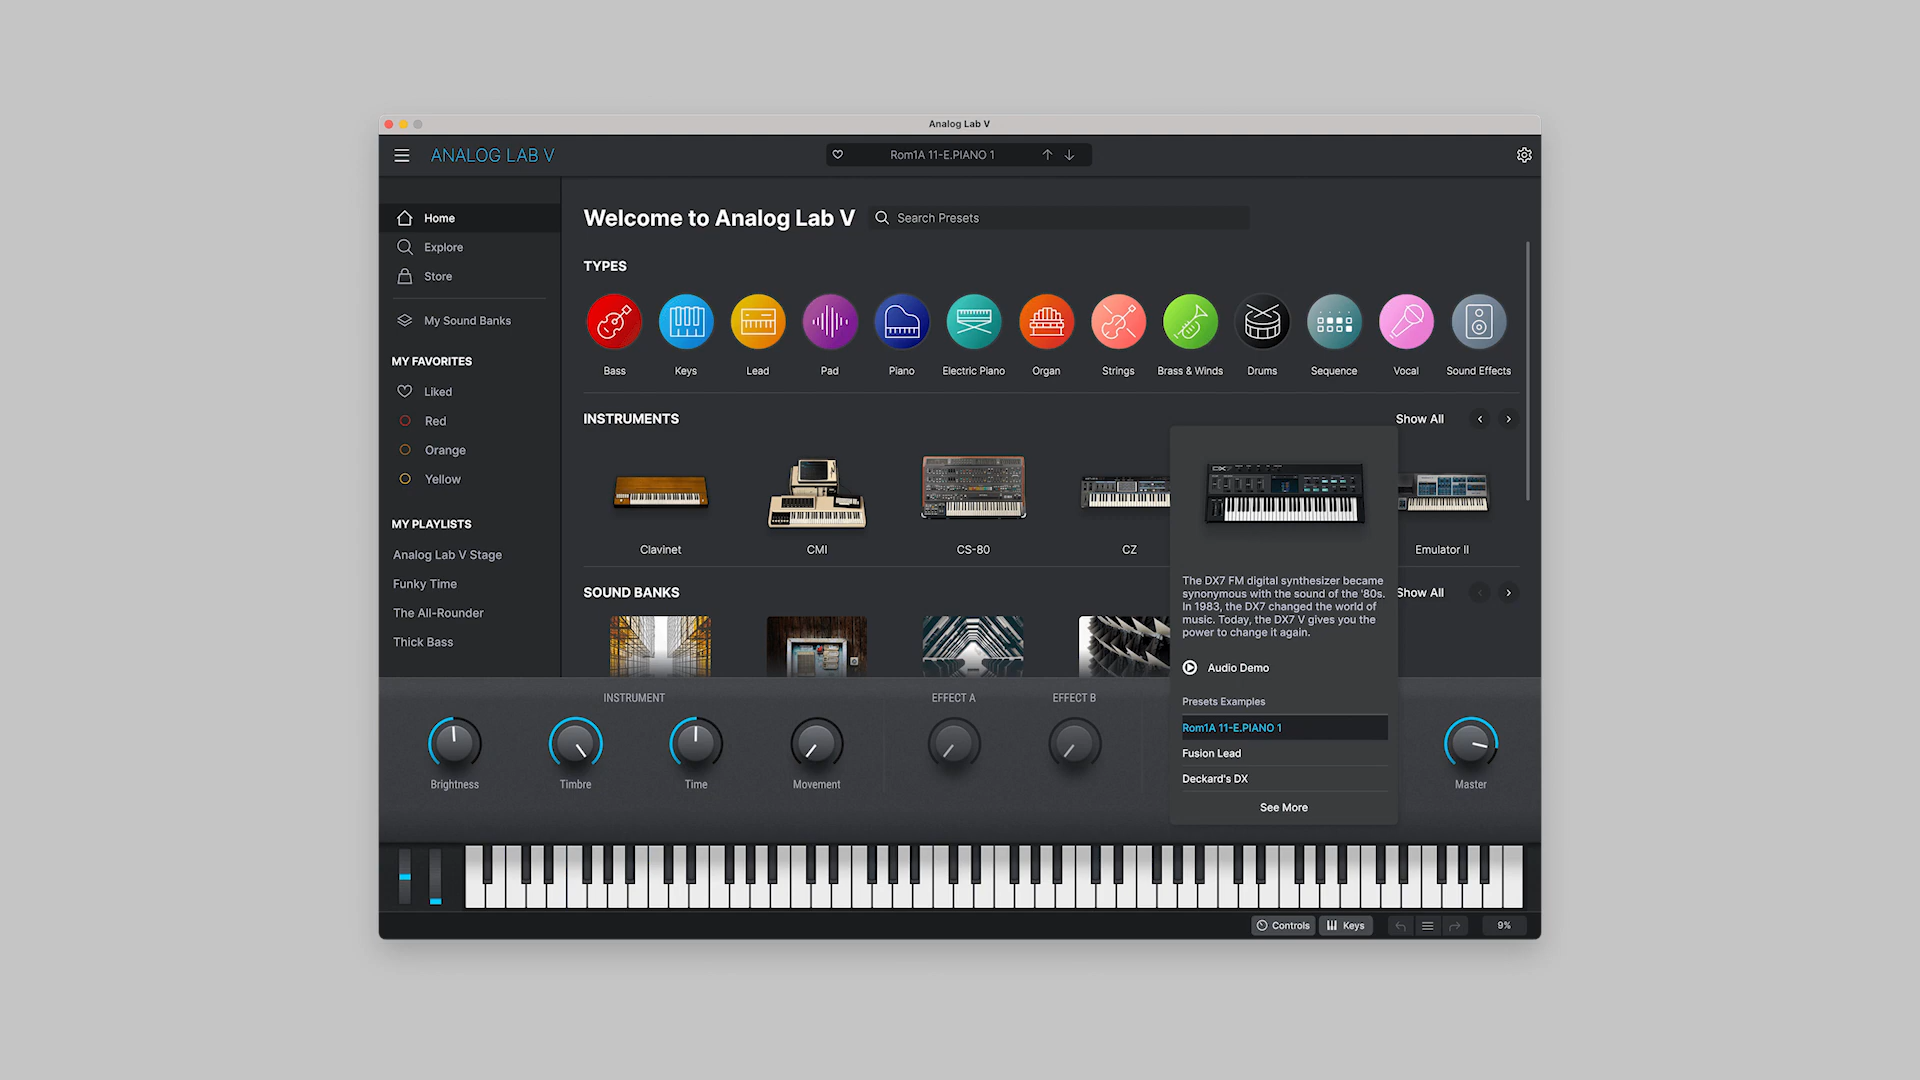 Analog Lab V
ANALOG LAB V
Rom1A 11-E.PIANO 1
Home
Explore
Store
My Sound Banks
MY FAVORITES
Liked
Red
Orange
Yellow
MY PLAYLISTS
Analog Lab V Stage
Funky Time
The All-Rounder
Thick Bass
Welcome to Analog Lab V
Search Presets
TYPES
Bass
Keys
Lead
Pad
Piano
Electric Piano
Organ
Strings
Brass & Winds
Drums
Sequence
Vocal
Sound Effects
INSTRUMENTS
Show All
Clavinet
CMI
CS-80
CZ
Emulator II
SOUND BANKS
Show All
DX7
The DX7 FM digital synthesizer became
synonymous with the sound of the '80s.
In 1983, the DX7 changed the world of
music. Today, the DX7 V gives you the
power to change it again.
Audio Demo
Presets Examples
Rom1A 11-E.PIANO 1
Fusion Lead
Deckard's DX
See More
INSTRUMENT
EFFECT A
EFFECT B
Brightness
Timbre
Time
Movement
Master
Controls
Keys
9%